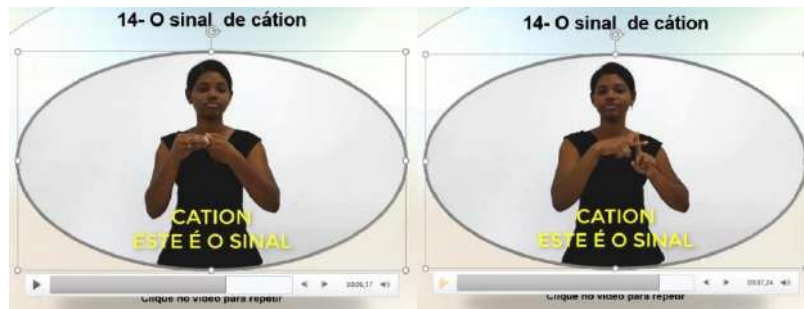 14- O sinal de cátion
CATION
ESTE É O SINAL
Clique no vídeo para repetir
14- O sinal de cátion
CATION
ESTE É O SINAL
Clique no vídeo para repetir